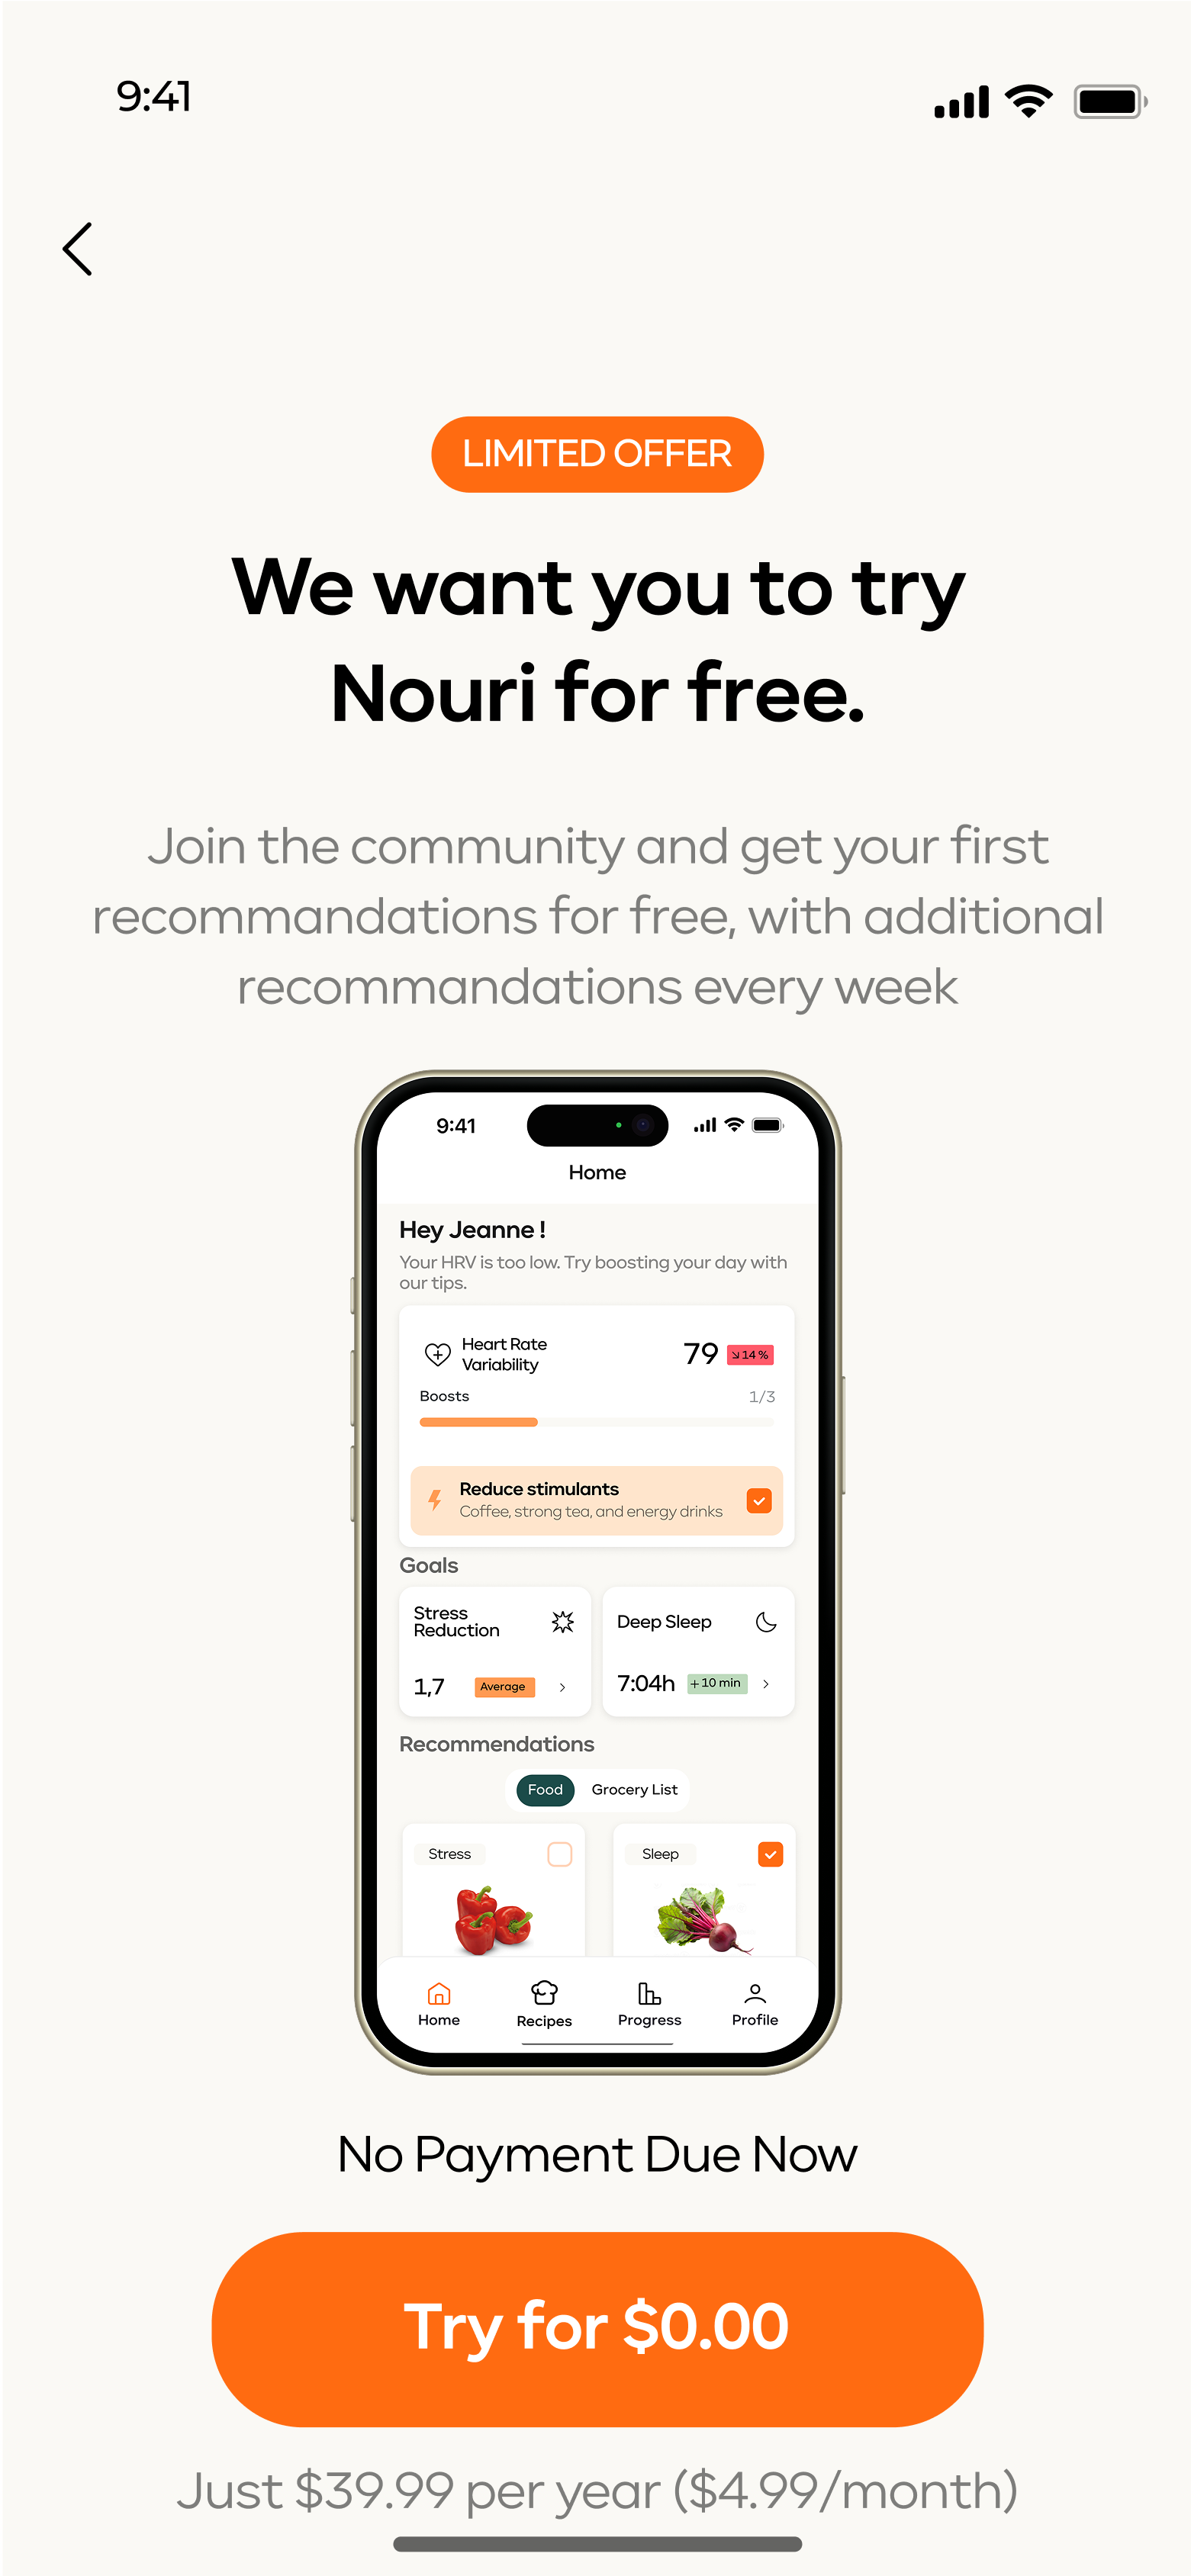 9:41
LIMITED OFFER
We want you to try
Nouri for free.
Join the community and get your first
recommandations for free, with additional
recommandations every week
9:41
Home
Hey Jeanne !
Your HRV is too low. Try boosting your day with
our tips.
Heart Rate
Variability
79
↘14%
Boosts
1/3
Reduce stimulants
Coffee, strong tea, and energy drinks
Goals
Stress
Reduction
1,7
Average
Deep Sleep
7:04h
+10 min
Recommendations
Food
Grocery List
Stress
Sleep
Home
Recipes
Progress
Profile
No Payment Due Now
Try for $0.00
Just $39.99 per year ($4.99/month)